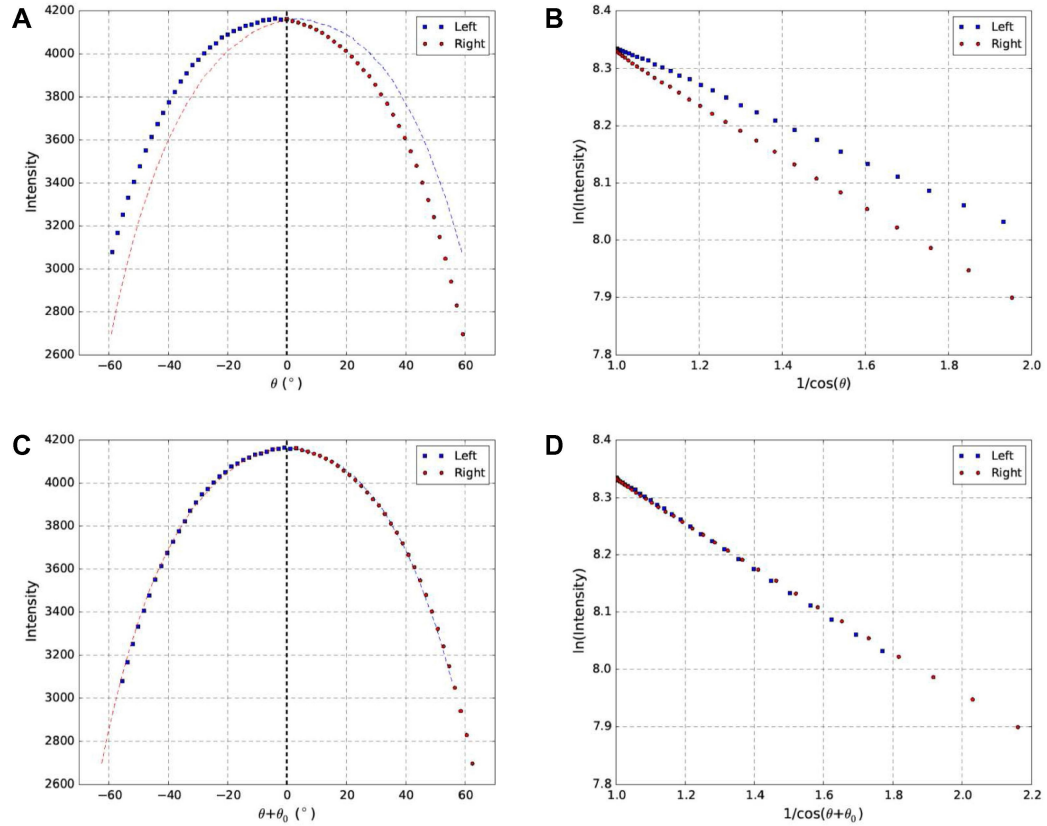 A
4200
4000
3800
3600
3400
3200
3000
2800
2600
Intensity
−60
−40
−20
0
20
40
60
θ (°)
Left
Right
B
8.4
8.3
8.2
8.1
8.0
7.9
7.8
ln(Intensity)
1.0
1.2
1.4
1.6
1.8
2.0
1/cos(θ)
Left
Right
C
4200
4000
3800
3600
3400
3200
3000
2800
2600
Intensity
−60
−40
−20
0
20
40
60
θ+θ₀ (°)
Left
Right
D
8.4
8.3
8.2
8.1
8.0
7.9
7.8
ln(Intensity)
1.0
1.2
1.4
1.6
1.8
2.0
2.2
1/cos(θ+θ₀)
Left
Right